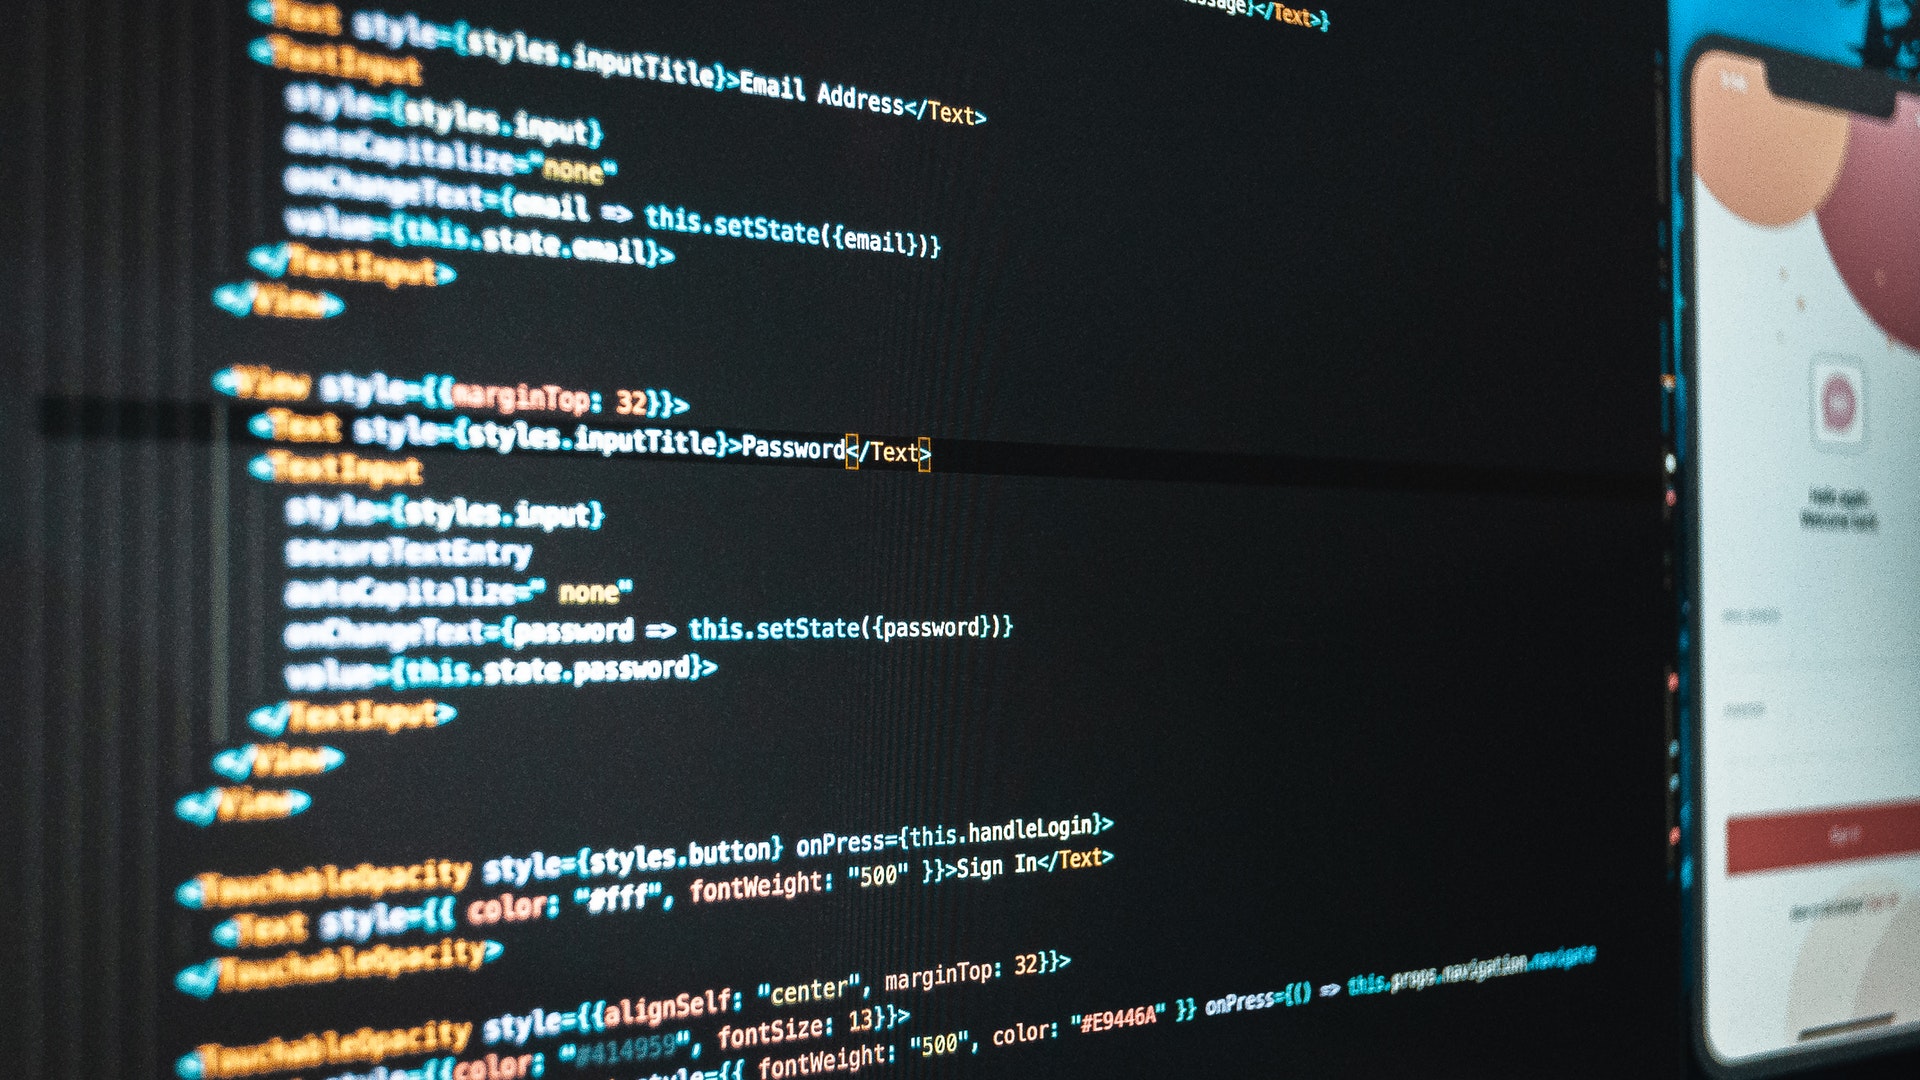 </Text>}
<Text style={styles.inputTitle}>Email Address</Text>
<TextInput
style={styles.input}
autoCapitalize="none"
onChangeText={email => this.setState({email})}
value={this.state.email}>
</TextInput>
</View>
<View style={{marginTop: 32}}>
<Text style={styles.inputTitle}>Password</Text>
<TextInput
style={styles.input}
secureTextEntry
autoCapitalize=" none"
onChangeText={password => this.setState({password})}
value={this.state.password}>
</TextInput>
</View>
</View>
<TouchableOpacity style={styles.button} onPress={this.handleLogin}>
<Text style={{ color: "#fff", fontWeight: "500" }}>Sign In</Text>
</TouchableOpacity>
<TouchableOpacity style={{alignSelf: "center", marginTop: 32}}>
style={{color: "#414959", fontSize: 13}}>
style={{ fontWeight: "500", color: "#E9446A" }} onPress={() => this.props.navigation.navigate